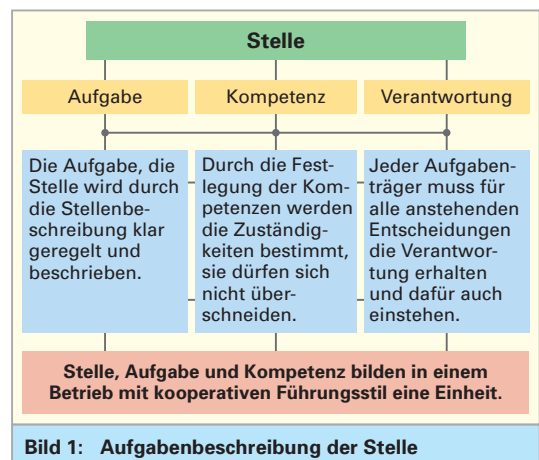 Stelle
Aufgabe
Kompetenz
Verantwortung
Die Aufgabe, die
Stelle wird durch
die Stellenbe-
schreibung klar
geregelt und
beschrieben.
Durch die Fest-
legung der Kom-
petenzen werden
die Zuständig-
keiten bestimmt,
sie dürfen sich
nicht über-
schneiden.
Jeder Aufgaben-
träger muss für
alle anstehenden
Entscheidungen
die Verantwor-
tung erhalten
und dafür auch
einstehen.
Stelle, Aufgabe und Kompetenz bilden in einem
Betrieb mit kooperativen Führungsstil eine Einheit.
Bild 1: Aufgabenbeschreibung der Stelle